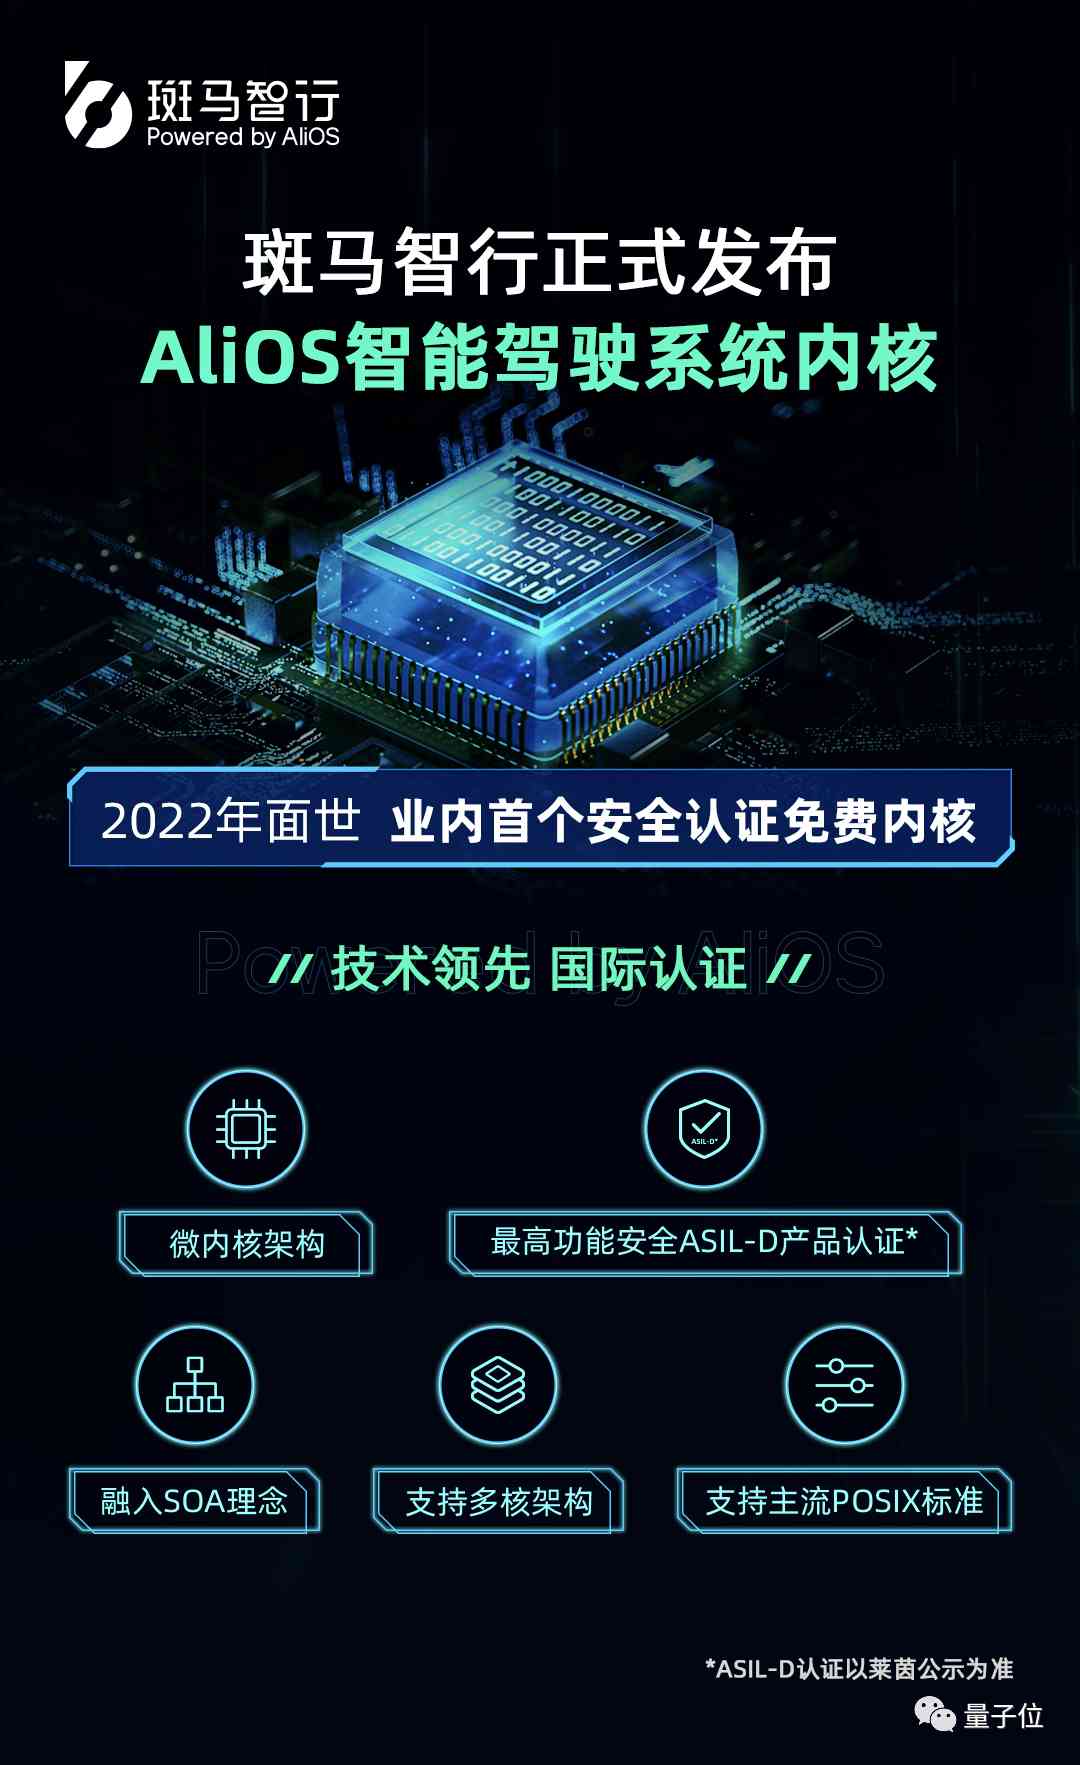 斑马智行
Powered by AliOS
斑马智行正式发布
AliOS智能驾驶系统内核
2022年面世 业内首个安全认证免费内核
Powered by AliOS
// 技术领先 国际认证 //
ASIL-D*
微内核架构
最高功能安全ASIL-D产品认证*
融入SOA理念
支持多核架构
支持主流POSIX标准
*ASIL-D认证以莱茵公示为准
量子位